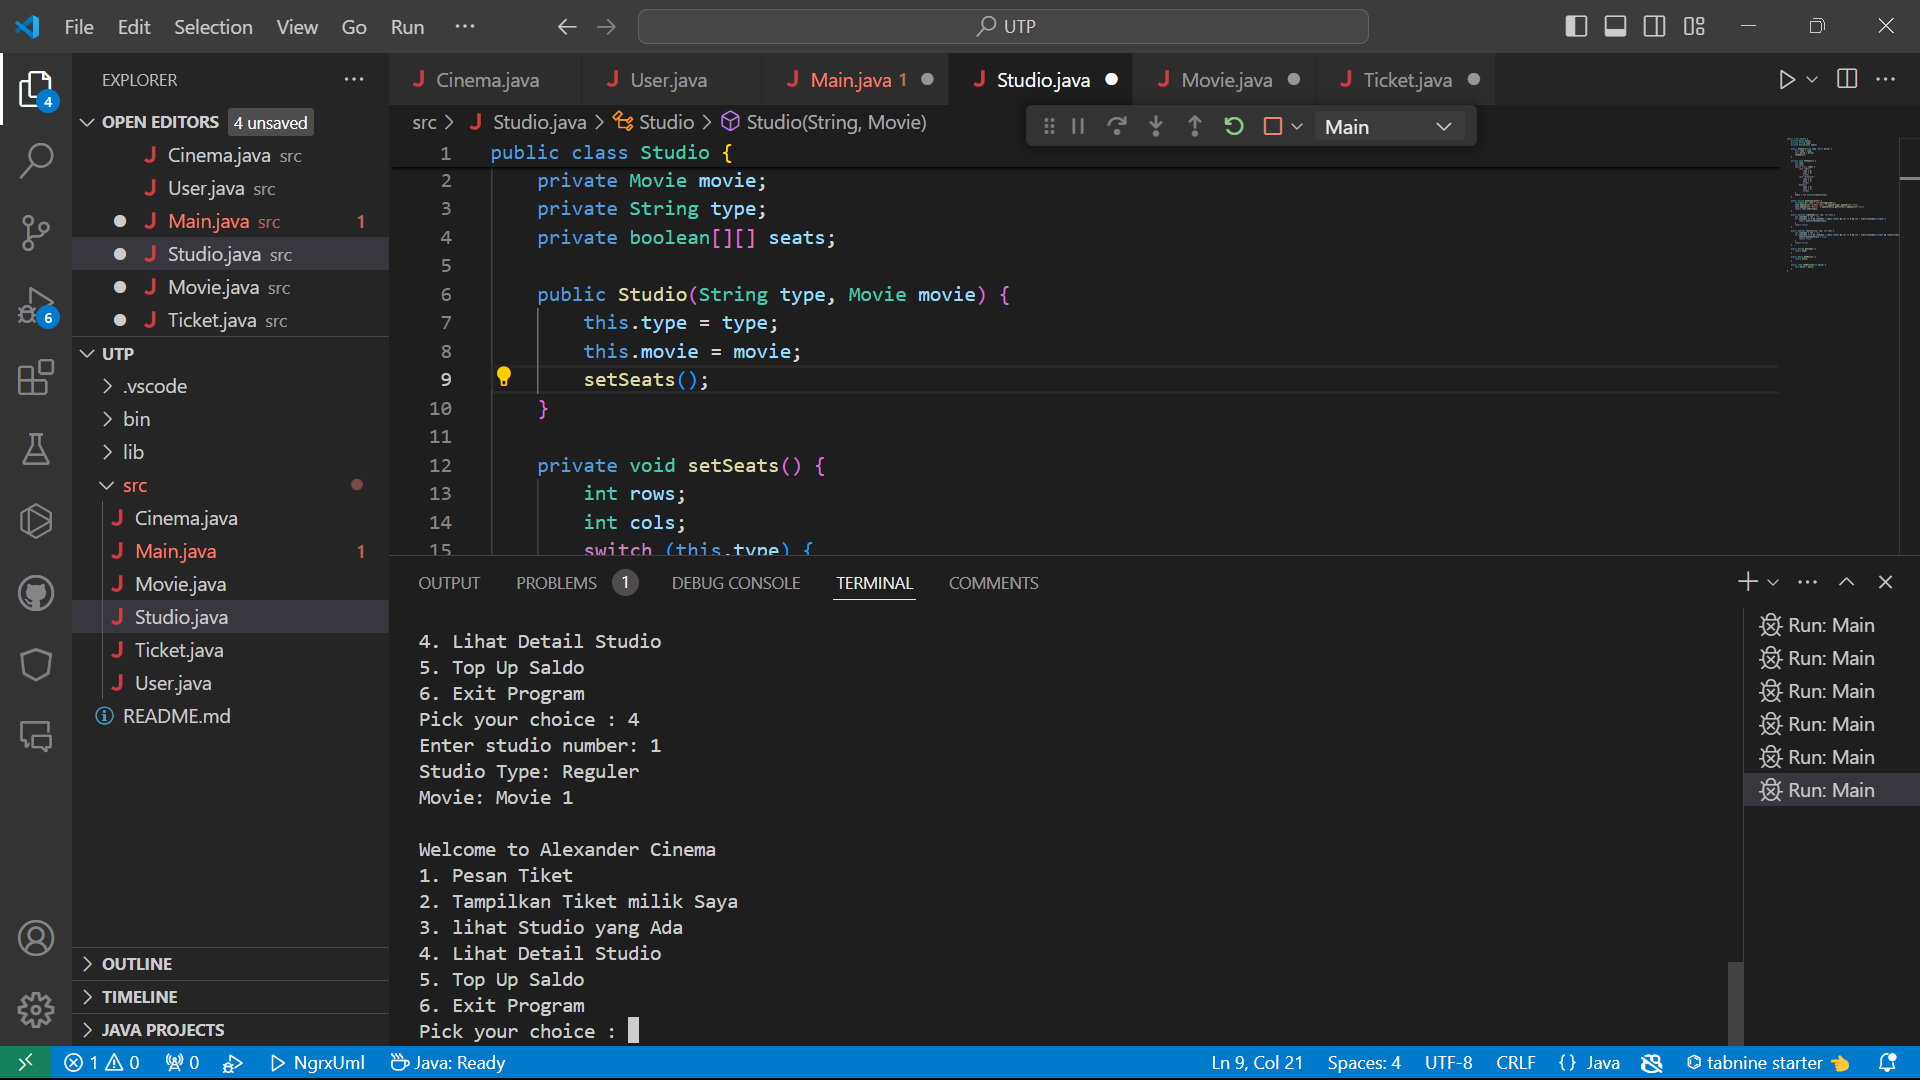 File Edit Selection View Go Run ··· UTP
EXPLORER
OPEN EDITORS 4 unsaved
Cinema.java src
User.java src
Main.java src 1
Studio.java src
Movie.java src
Ticket.java src
UTP
.vscode
bin
lib
src
Cinema.java
Main.java 1
Movie.java
Studio.java
Ticket.java
User.java
README.md
OUTLINE
TIMELINE
JAVA PROJECTS
4
6
Cinema.java User.java Main.java 1 Studio.java Movie.java Ticket.java
src > Studio.java > Studio > Studio(String, Movie)
Main
1 public class Studio {
2 private Movie movie;
3 private String type;
4 private boolean[][] seats;
5
6 public Studio(String type, Movie movie) {
7 this.type = type;
8 this.movie = movie;
9 setSeats();
10 }
11
12 private void setSeats() {
13 int rows;
14 int cols;
15 switch (this.type) {
OUTPUT PROBLEMS 1 DEBUG CONSOLE TERMINAL COMMENTS
4. Lihat Detail Studio
5. Top Up Saldo
6. Exit Program
Pick your choice : 4
Enter studio number: 1
Studio Type: Reguler
Movie: Movie 1
Welcome to Alexander Cinema
1. Pesan Tiket
2. Tampilkan Tiket milik Saya
3. lihat Studio yang Ada
4. Lihat Detail Studio
5. Top Up Saldo
6. Exit Program
Pick your choice :
Run: Main
Run: Main
Run: Main
Run: Main
Run: Main
Run: Main
1 0 0 NgrxUml Java: Ready Ln 9, Col 21 Spaces: 4 UTF-8 CRLF {} Java tabnine starter